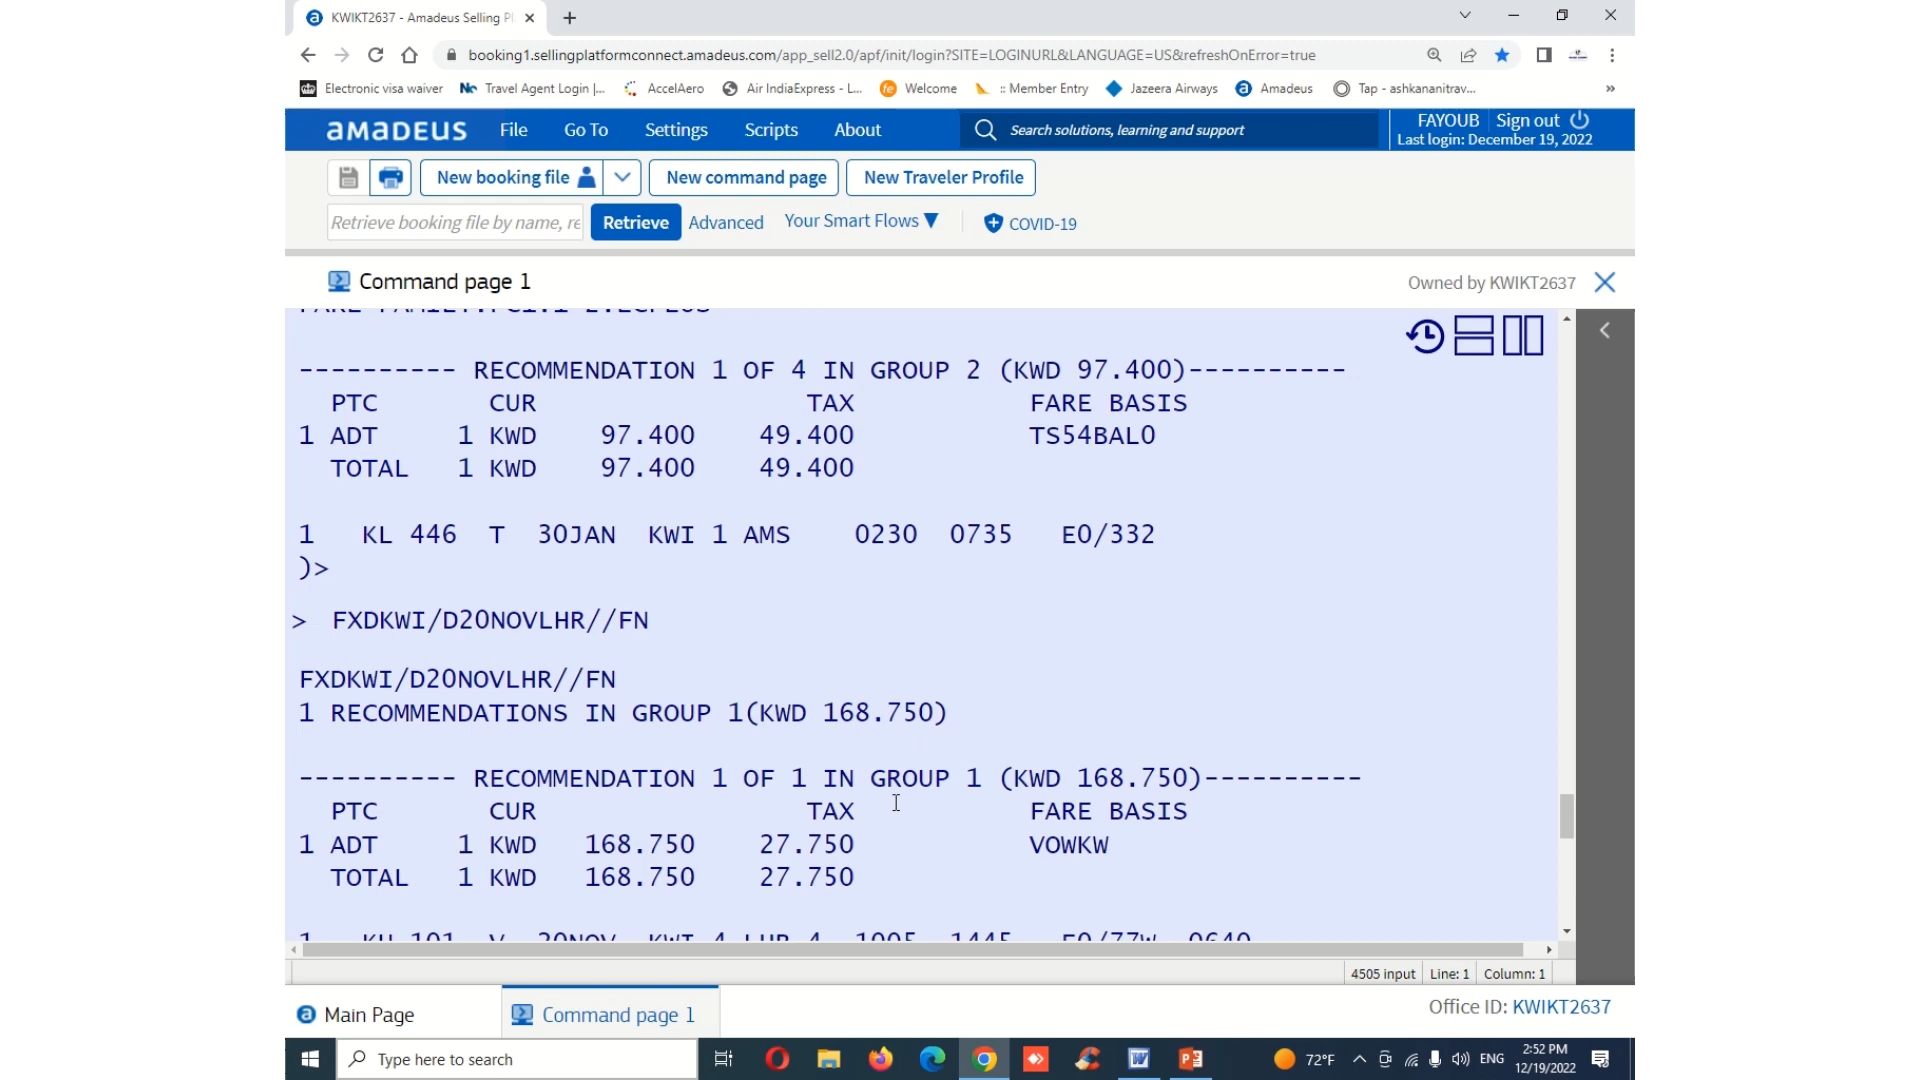 KWIKT2637 - Amadeus Selling Pl
booking1.sellingplatformconnect.amadeus.com/app_sell2.0/apf/init/login?SITE=LOGINURL&LANGUAGE=US&refreshOnError=true
Electronic visa waiver Travel Agent Login |... AccelAero Air IndiaExpress - L... Welcome :: Member Entry Jazeera Airways Amadeus Tap - ashkananitrav... »
amadeus File Go To Settings Scripts About Search solutions, learning and support FAYOUB Sign out
Last login: December 19, 2022
New booking file New command page New Traveler Profile
Retrieve booking file by name, re Retrieve Advanced Your Smart Flows COVID-19
Command page 1 Owned by KWIKT2637
---------- RECOMMENDATION 1 OF 4 IN GROUP 2 (KWD 97.400)----------
PTC CUR TAX FARE BASIS
1 ADT 1 KWD 97.400 49.400 TS54BAL0
TOTAL 1 KWD 97.400 49.400
1 KL 446 T 30JAN KWI 1 AMS 0230 0735 E0/332
)>
> FXDKWI/D20NOVLHR//FN
FXDKWI/D20NOVLHR//FN
1 RECOMMENDATIONS IN GROUP 1(KWD 168.750)
---------- RECOMMENDATION 1 OF 1 IN GROUP 1 (KWD 168.750)----------
PTC CUR TAX FARE BASIS
1 ADT 1 KWD 168.750 27.750 VOWKW
TOTAL 1 KWD 168.750 27.750
4505 input Line: 1 Column: 1
Main Page Command page 1 Office ID: KWIKT2637
Type here to search 72°F ENG 2:52 PM
12/19/2022